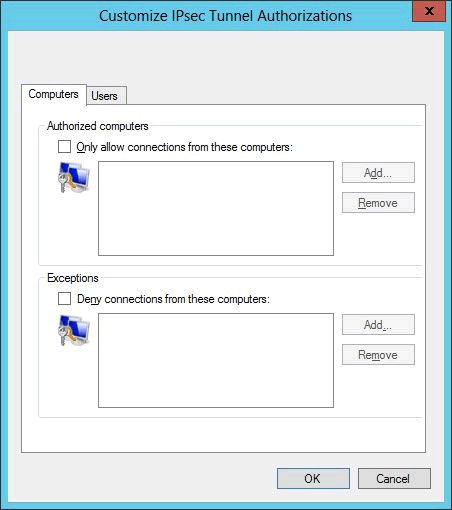 Customize IPsec Tunnel Authorizations
x
Computers
Users
Authorized computers
Only allow connections from these computers:
Add...
Remove
Exceptions
Deny connections from these computers:
Add...
Remove
OK
Cancel